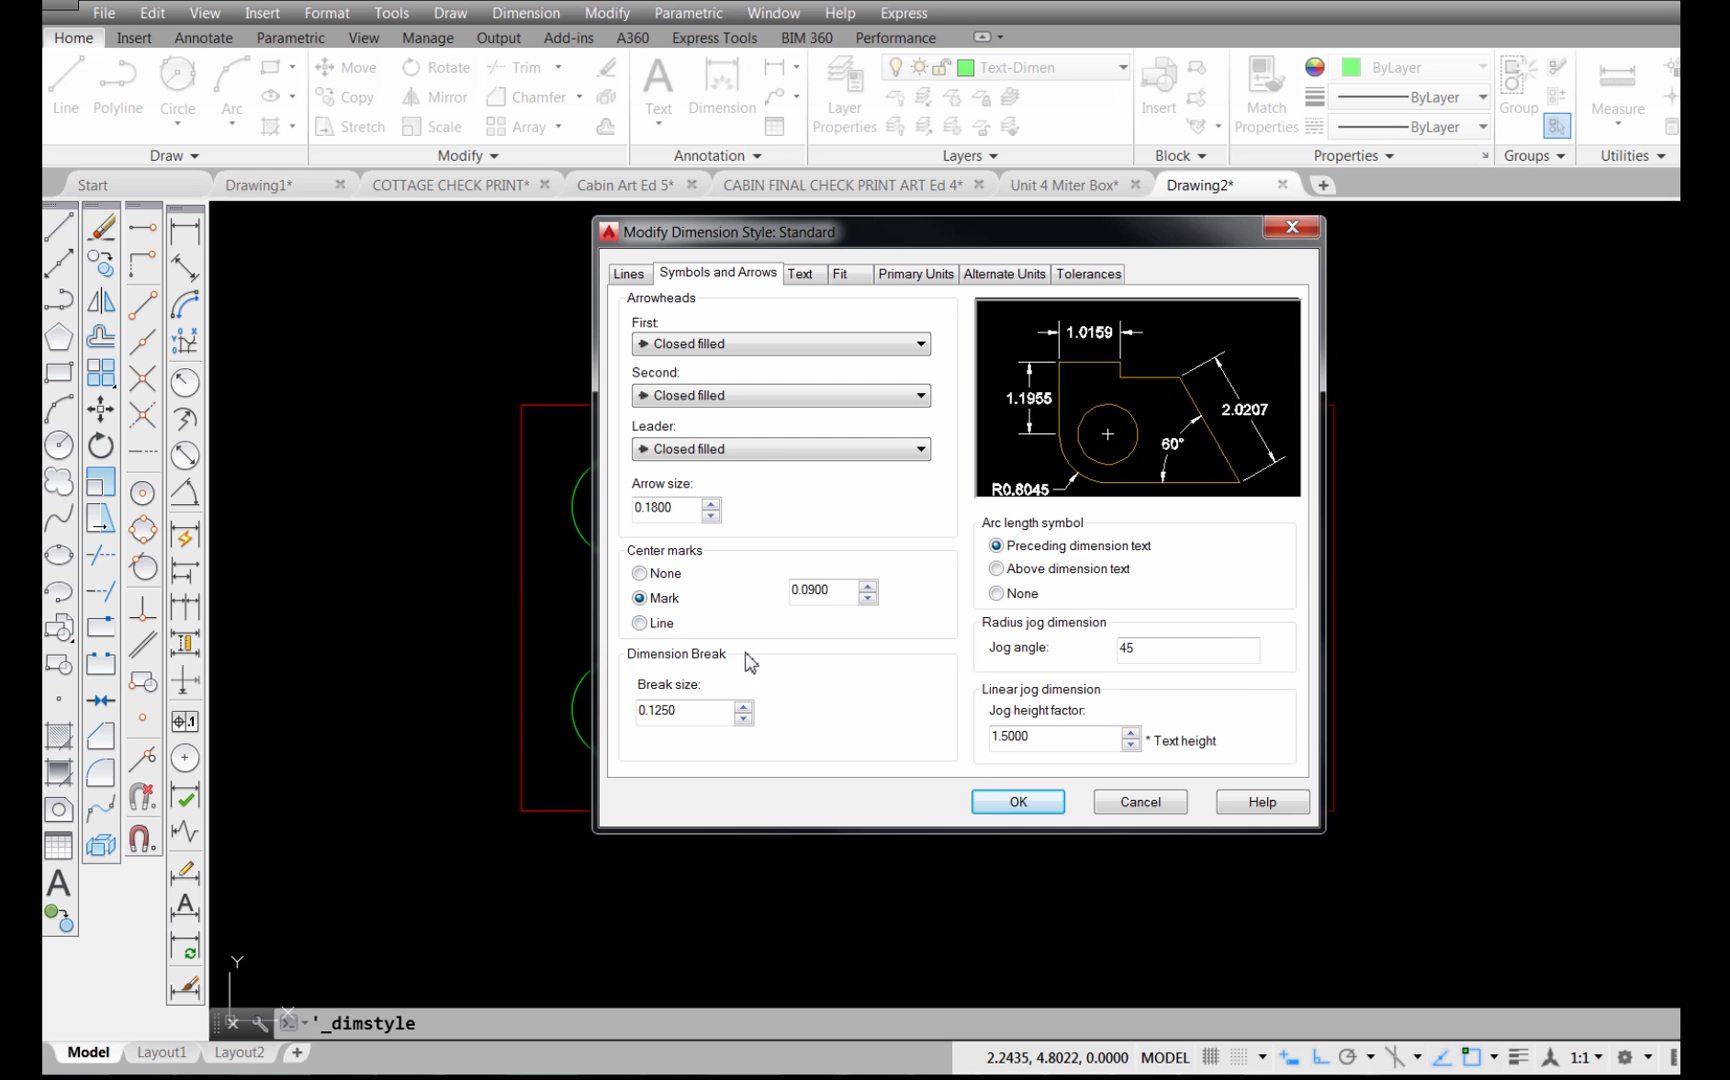 File Edit View Insert Format Tools Draw Dimension Modify Parametric Window Help Express
Home Insert Annotate Parametric View Manage Output Add-ins A360 Express Tools BIM 360 Performance
Line Polyline Circle Arc
Move Rotate Trim
Copy Mirror Chamfer
Stretch Scale Array
Text Dimension
Layer
Properties
Text-Dimen
Insert
Match
Properties
ByLayer
ByLayer
ByLayer
Group
Measure
Draw Modify Annotation Layers Block Properties Groups Utilities
Start Drawing1* COTTAGE CHECK PRINT* Cabin Art Ed 5* CABIN FINAL CHECK PRINT ART Ed 4* Unit 4 Miter Box* Drawing2*
Modify Dimension Style: Standard
Lines Symbols and Arrows Text Fit Primary Units Alternate Units Tolerances
Arrowheads
First:
Closed filled
Second:
Closed filled
Leader:
Closed filled
Arrow size:
0.1800
Center marks
None
Mark
0.0900
Line
Dimension Break
Break size:
0.1250
1.0159
1.1955
2.0207
60°
R0.8045
Arc length symbol
Preceding dimension text
Above dimension text
None
Radius jog dimension
Jog angle:
45
Linear jog dimension
Jog height factor:
1.5000
* Text height
OK Cancel Help
X
Y
0
.1
A
A
Y
X
'_dimstyle
Model Layout1 Layout2
2.2435, 4.8022, 0.0000 MODEL 1:1